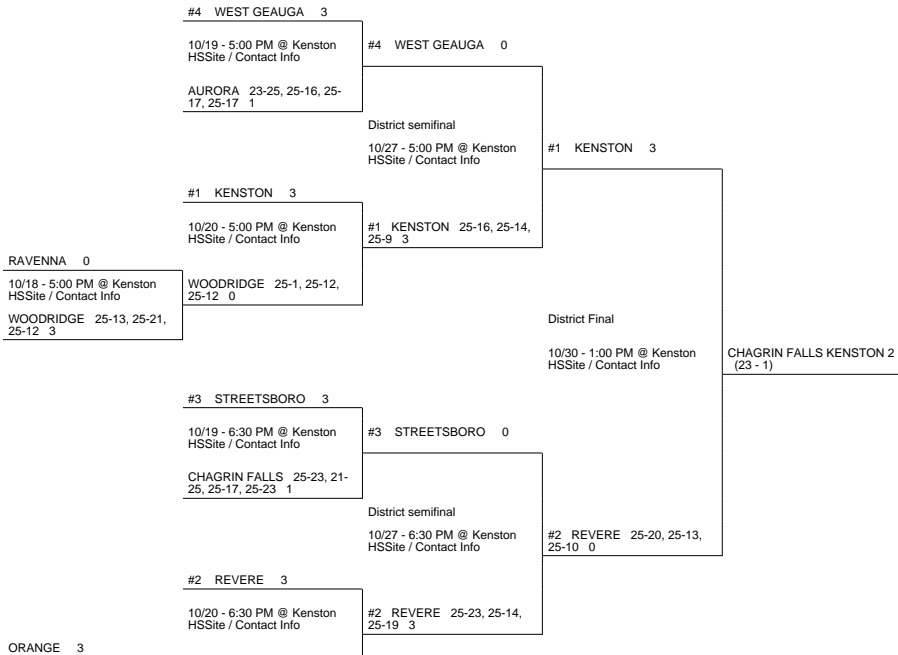 #4 WEST GEAUGA 3
10/19 - 5:00 PM @ Kenston
HSSite / Contact Info
#4 WEST GEAUGA 0
AURORA 23-25, 25-16, 25-
17, 25-17 1
District semifinal
10/27 - 5:00 PM @ Kenston
HSSite / Contact Info
#1 KENSTON 3
#1 KENSTON 3
10/20 - 5:00 PM @ Kenston
HSSite / Contact Info
#1 KENSTON 25-16, 25-14,
25-9 3
RAVENNA 0
10/18 - 5:00 PM @ Kenston
HSSite / Contact Info
WOODRIDGE 25-1, 25-12,
25-12 0
WOODRIDGE 25-13, 25-21,
25-12 3
District Final
10/30 - 1:00 PM @ Kenston
HSSite / Contact Info
CHAGRIN FALLS KENSTON 2
(23 - 1)
#3 STREETSBORO 3
10/19 - 6:30 PM @ Kenston
HSSite / Contact Info
#3 STREETSBORO 0
CHAGRIN FALLS 25-23, 21-
25, 25-17, 25-23 1
District semifinal
10/27 - 6:30 PM @ Kenston
HSSite / Contact Info
#2 REVERE 25-20, 25-13,
25-10 0
#2 REVERE 3
10/20 - 6:30 PM @ Kenston
HSSite / Contact Info
#2 REVERE 25-23, 25-14,
25-19 3
ORANGE 3